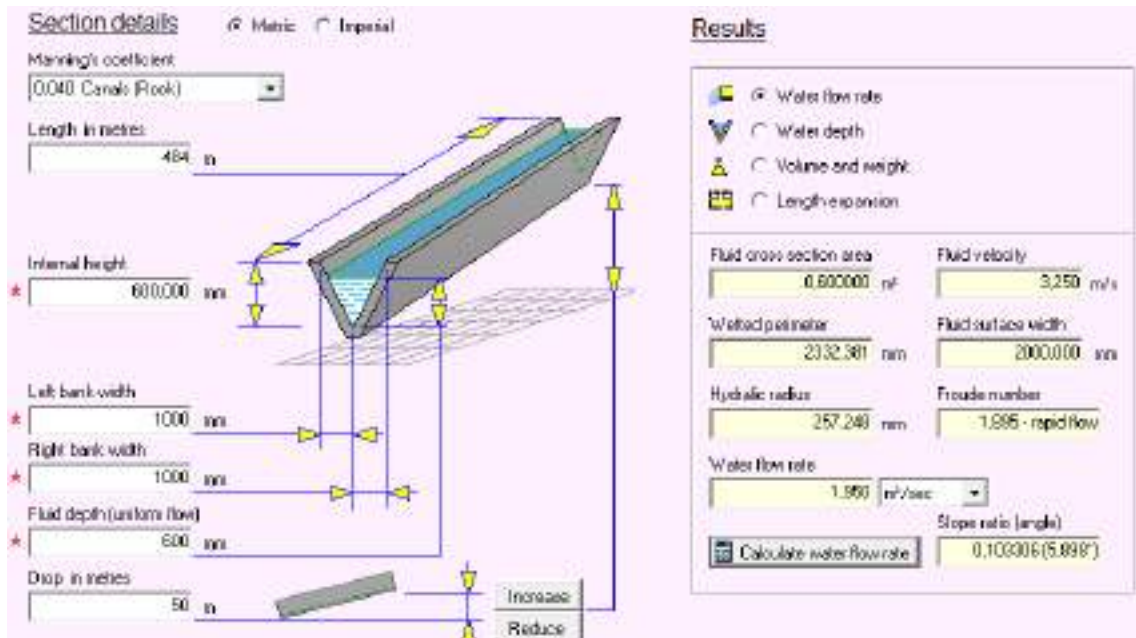 Section details
Metric
Imperial
Manning's coefficient
0.040 Canals (Rock)
Length in metres
484 m
Internal height
* 600.000 mm
Left bank width
* 1000 mm
Right bank width
* 1000 mm
Fluid depth (uniform flow)
* 600 mm
Drop in metres
50 m
Increase
Reduce
Results
Water flow rate
Water depth
Volume and weight
Length expansion
Fluid cross section area
0,600000 m²
Fluid velocity
3,250 m/s
Wetted perimeter
2332,381 mm
Fluid surface width
2000,000 mm
Hydralic radius
257,248 mm
Froude number
1,895 - rapid flow
Water flow rate
1.950 m³/sec
Calculate water flow rate
Slope ratio (angle)
0,103306 (5,898°)